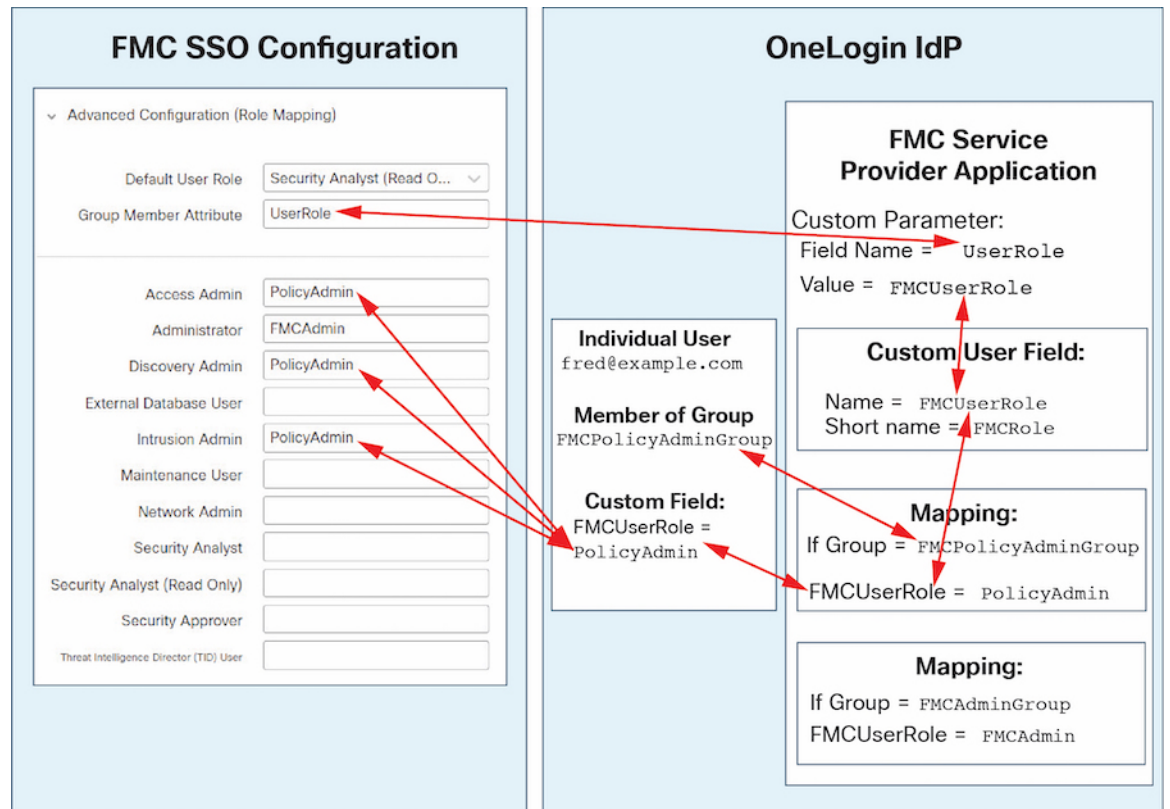 FMC SSO Configuration
Advanced Configuration (Role Mapping)
Default User Role
Security Analyst (Read O...
Group Member Attribute
UserRole
Access Admin
PolicyAdmin
Administrator
FMCAdmin
Discovery Admin
PolicyAdmin
External Database User
Intrusion Admin
PolicyAdmin
Maintenance User
Network Admin
Security Analyst
Security Analyst (Read Only)
Security Approver
Threat Intelligence Director (TID) User
OneLogin IdP
Individual User
fred@example.com
Member of Group
FMCPolicyAdminGroup
Custom Field:
FMCUserRole =
PolicyAdmin
FMC Service
Provider Application
Custom Parameter:
Field Name = UserRole
Value = FMCUserRole
Custom User Field:
Name = FMCUserRole
Short name = FMCRole
Mapping:
If Group = FMCPolicyAdminGroup
FMCUserRole = PolicyAdmin
Mapping:
If Group = FMCAdminGroup
FMCUserRole = FMCAdmin